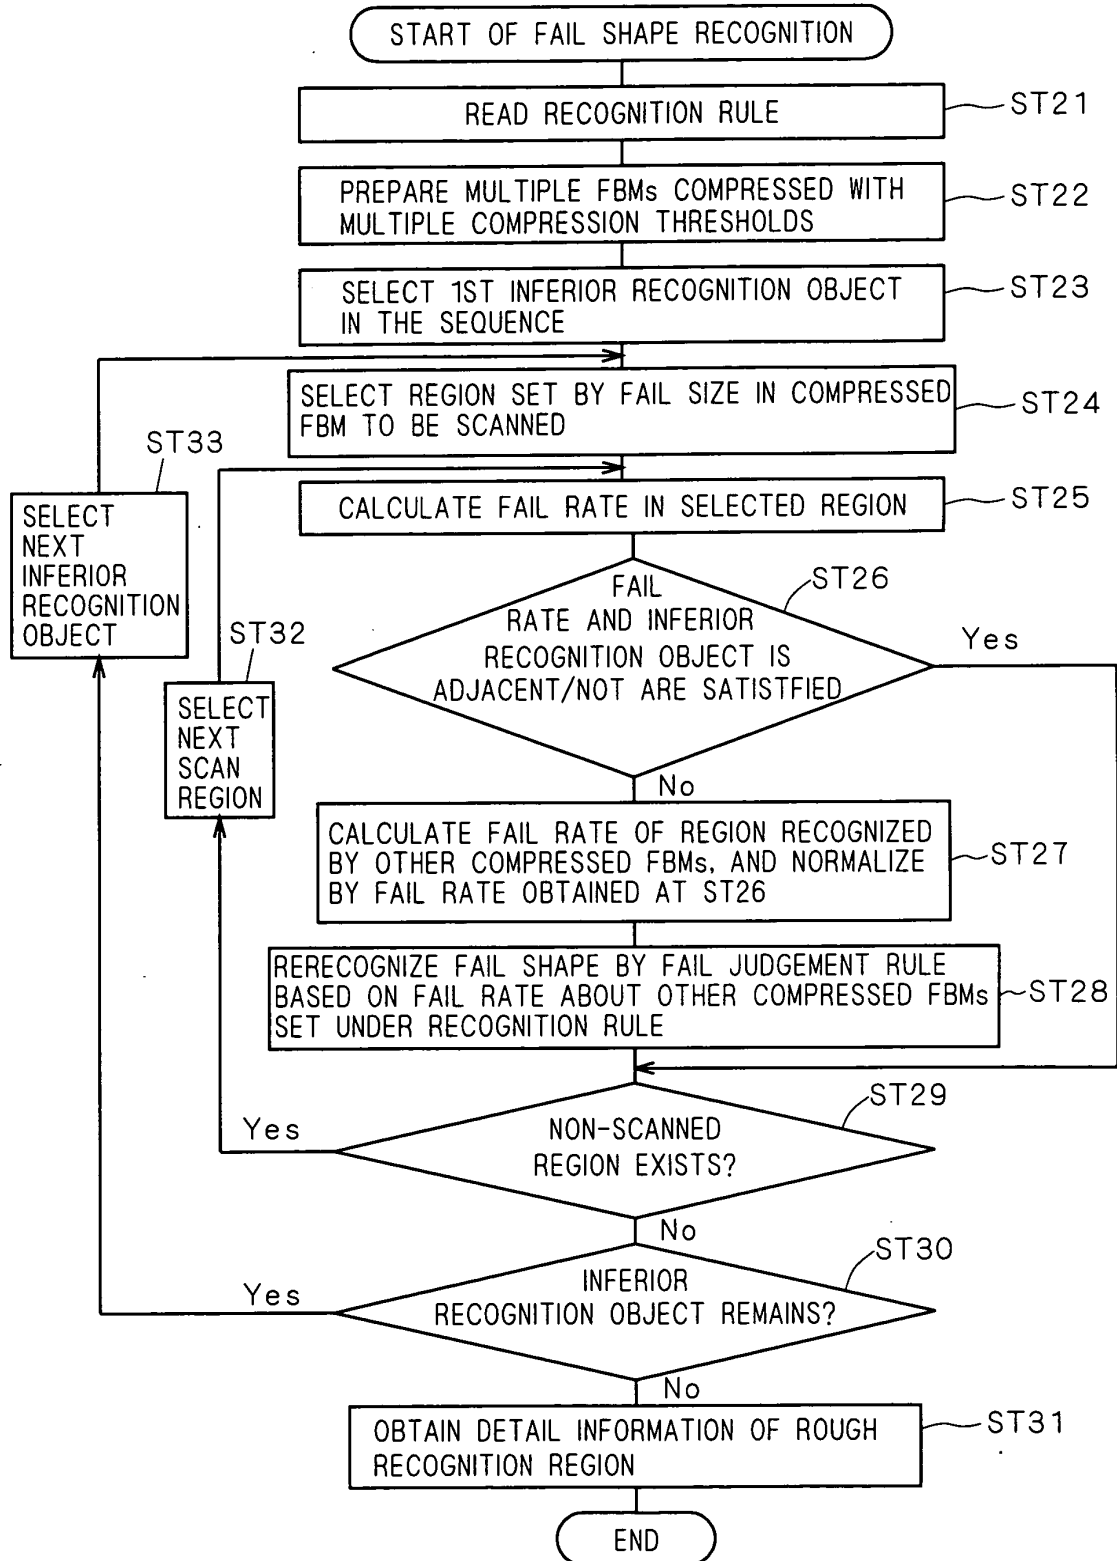 START OF FAIL SHAPE RECOGNITION
READ RECOGNITION RULE
ST21
PREPARE MULTIPLE FBMs COMPRESSED WITH
MULTIPLE COMPRESSION THRESHOLDS
ST22
SELECT 1ST INFERIOR RECOGNITION OBJECT
IN THE SEQUENCE
ST23
SELECT REGION SET BY FAIL SIZE IN COMPRESSED
FBM TO BE SCANNED
ST24
ST33
SELECT
NEXT
INFERIOR
RECOGNITION
OBJECT
CALCULATE FAIL RATE IN SELECTED REGION
ST25
ST32
SELECT
NEXT
SCAN
REGION
FAIL
RATE AND INFERIOR
RECOGNITION OBJECT IS
ADJACENT/NOT ARE SATISTFIED
ST26
Yes
No
CALCULATE FAIL RATE OF REGION RECOGNIZED
BY OTHER COMPRESSED FBMs, AND NORMALIZE
BY FAIL RATE OBTAINED AT ST26
ST27
RERECOGNIZE FAIL SHAPE BY FAIL JUDGEMENT RULE
BASED ON FAIL RATE ABOUT OTHER COMPRESSED FBMs
SET UNDER RECOGNITION RULE
ST28
NON-SCANNED
REGION EXISTS?
ST29
Yes
No
INFERIOR
RECOGNITION OBJECT REMAINS?
ST30
Yes
No
OBTAIN DETAIL INFORMATION OF ROUGH
RECOGNITION REGION
ST31
END